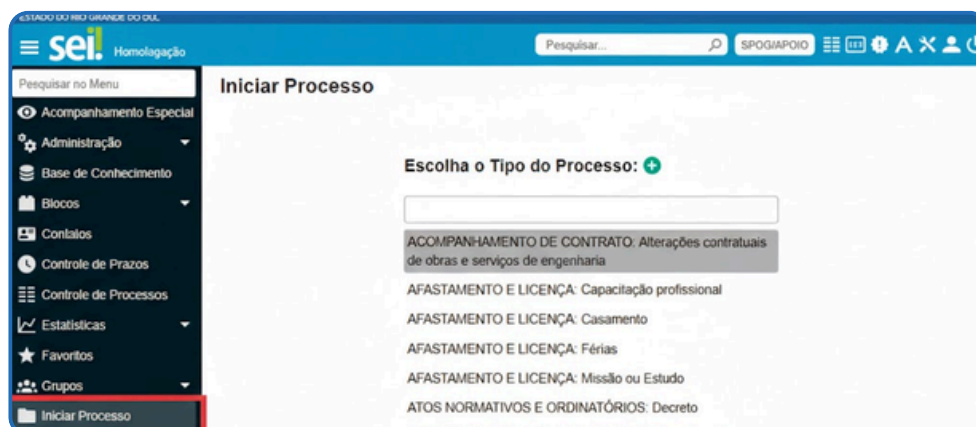 ESTADO DO RIO GRANDE DO SUL
sei! Homolagação
Pesquisar... SPOG/APOIO
Pesquisar no Menu
Acompanhamento Especial
Administração
Base de Conhecimento
Blocos
Contatos
Controle de Prazos
Controle de Processos
Estatísticas
Favoritos
Grupos
Iniciar Processo
Iniciar Processo
Escolha o Tipo do Processo:
ACOMPANHAMENTO DE CONTRATO: Alterações contratuais
de obras e serviços de engenharia
AFASTAMENTO E LICENÇA: Capacitação profissional
AFASTAMENTO E LICENÇA: Casamento
AFASTAMENTO E LICENÇA: Férias
AFASTAMENTO E LICENÇA: Missão ou Estudo
ATOS NORMATIVOS E ORDINATÓRIOS: Decreto